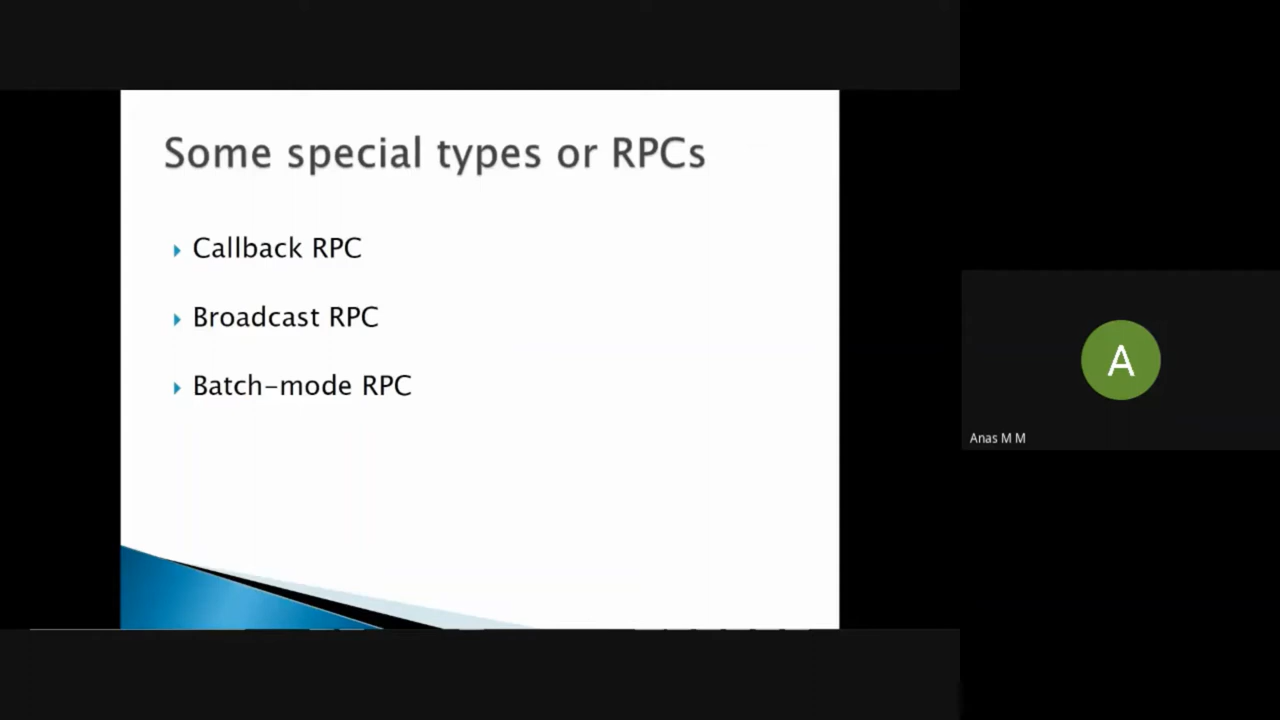 Some special types or RPCs
Callback RPC
Broadcast RPC
Batch-mode RPC
A
Anas M M